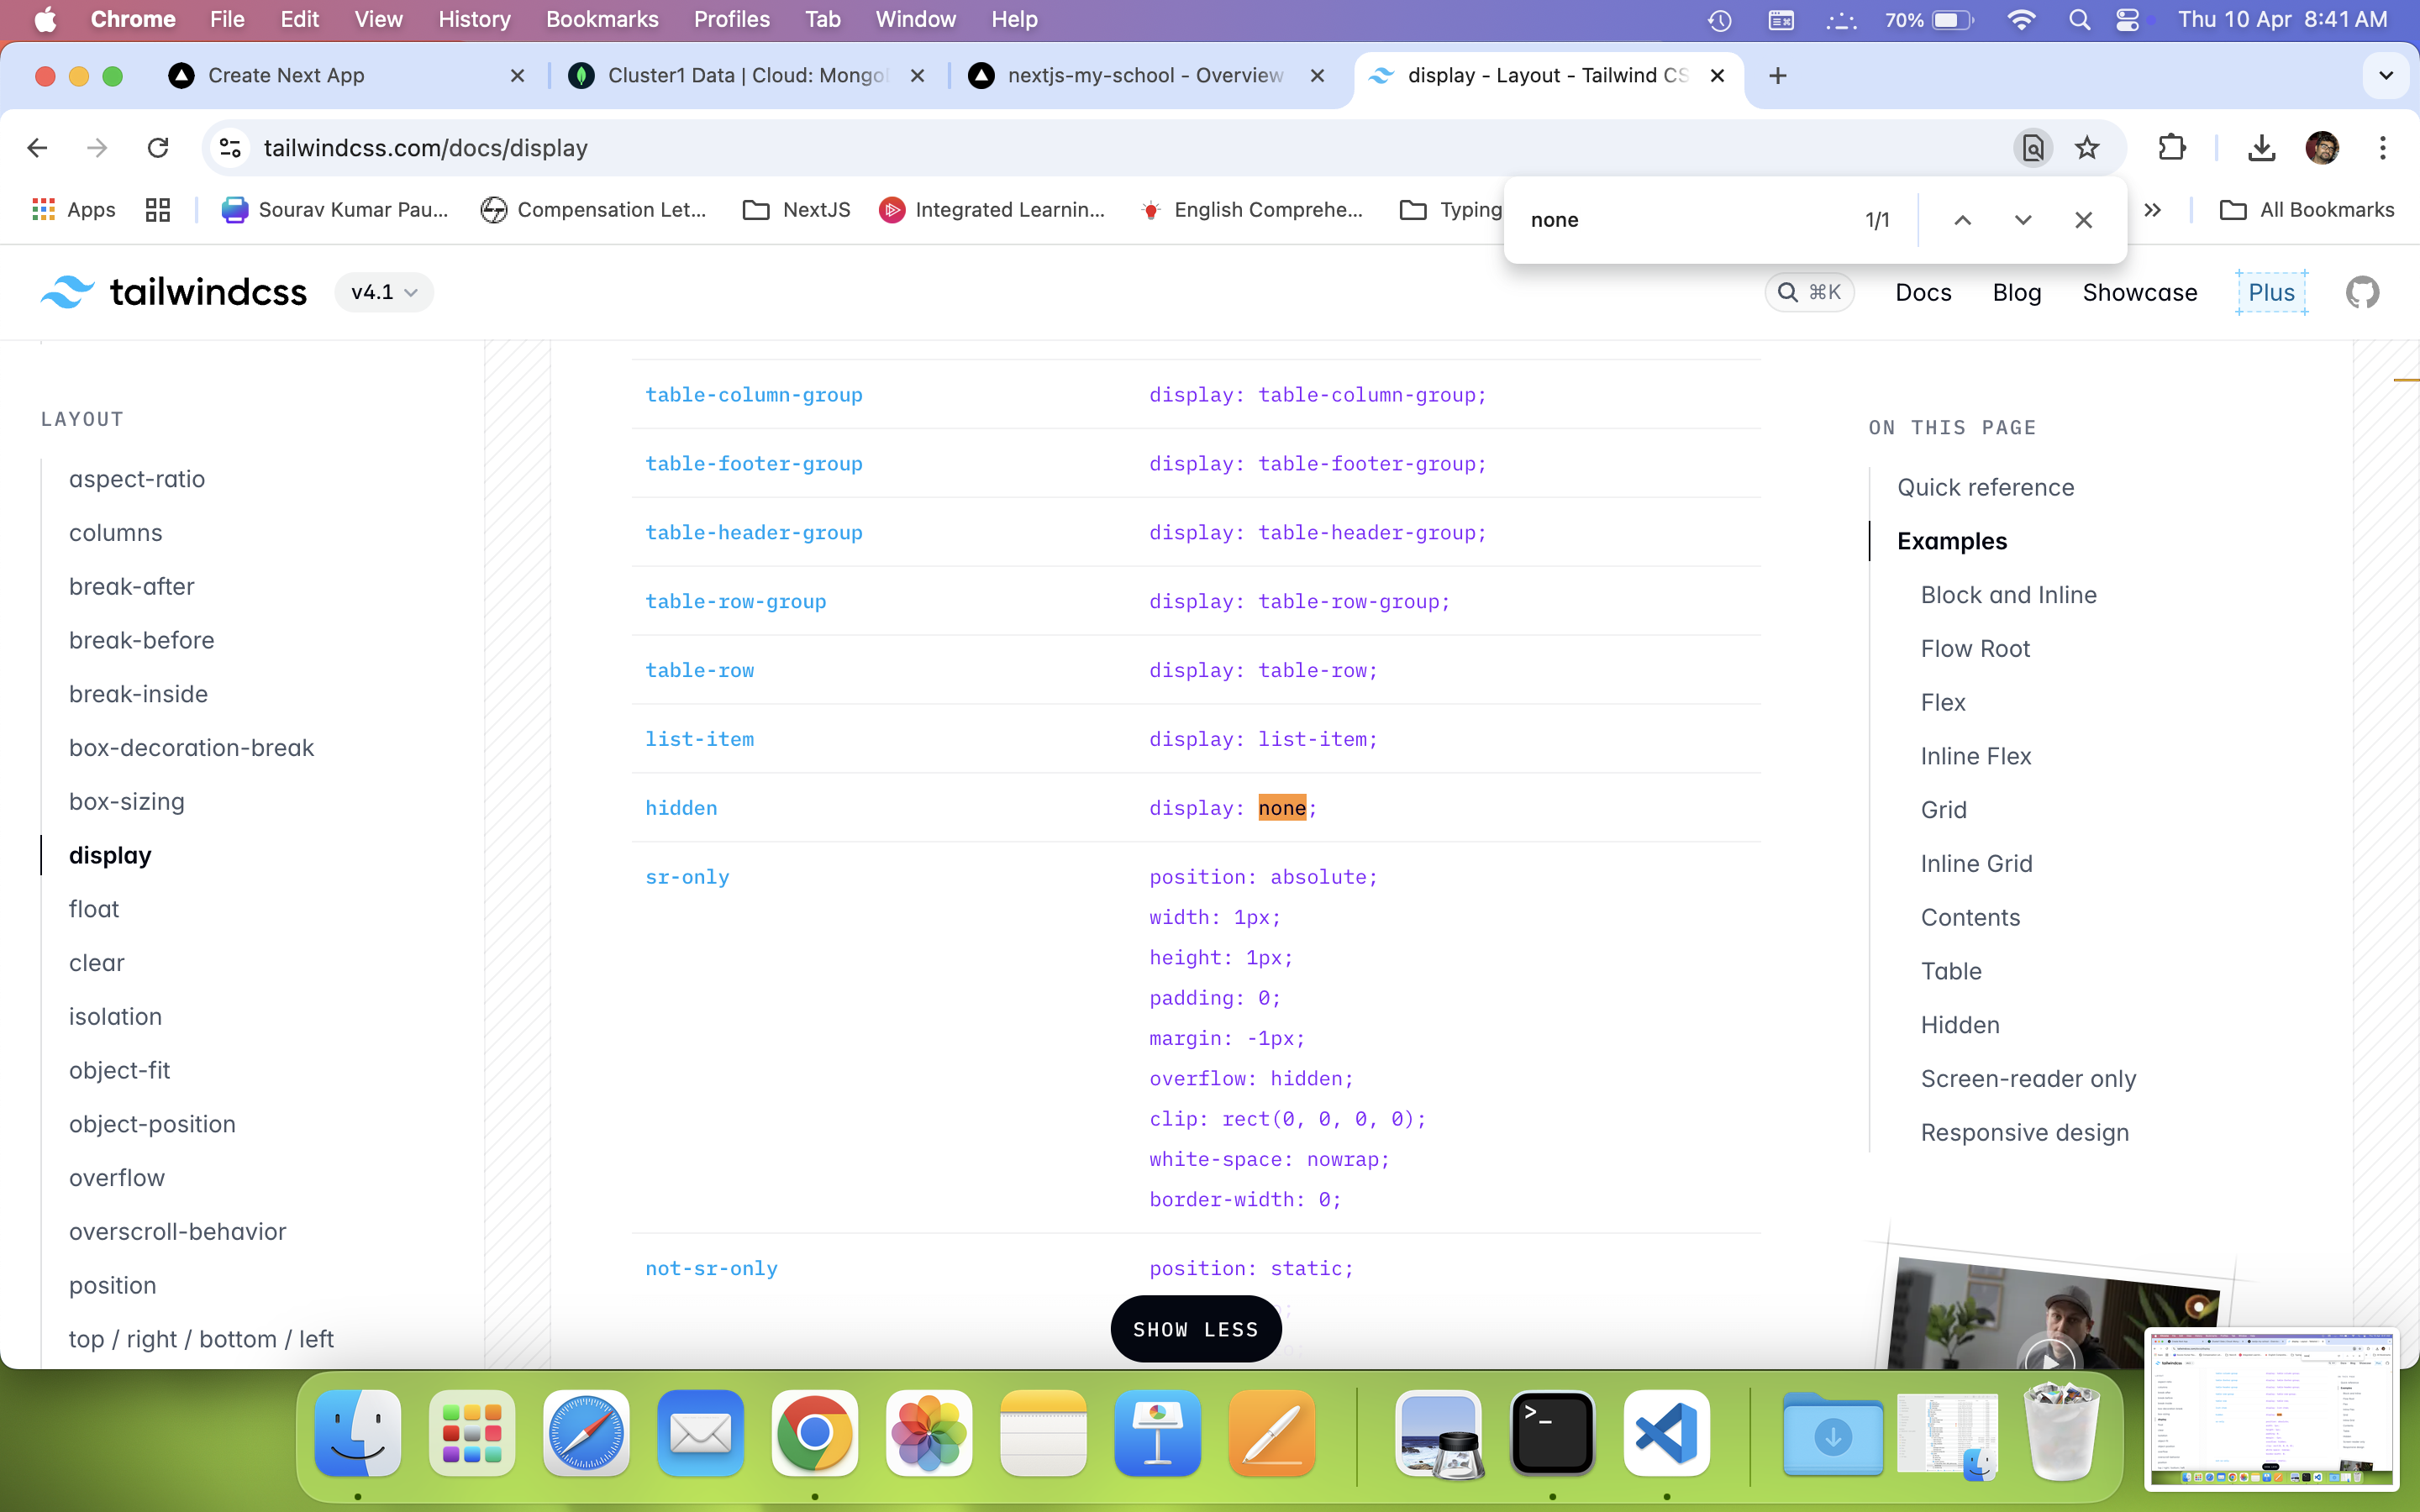 Chrome File Edit View History Bookmarks Profiles Tab Window Help 70% Thu 10 Apr 8:41 AM
Create Next App Cluster1 Data | Cloud: Mongo nextjs-my-school - Overview display - Layout - Tailwind CS
tailwindcss.com/docs/display
Apps Sourav Kumar Pau... Compensation Let... NextJS Integrated Learnin... English Comprehe... Typing All Bookmarks
none 1/1
tailwindcss v4.1 ⌘K Docs Blog Showcase Plus
LAYOUT
aspect-ratio
columns
break-after
break-before
break-inside
box-decoration-break
box-sizing
display
float
clear
isolation
object-fit
object-position
overflow
overscroll-behavior
position
top / right / bottom / left
table-column-group display: table-column-group;
table-footer-group display: table-footer-group;
table-header-group display: table-header-group;
table-row-group display: table-row-group;
table-row display: table-row;
list-item display: list-item;
hidden display: none;
sr-only position: absolute;
width: 1px;
height: 1px;
padding: 0;
margin: -1px;
overflow: hidden;
clip: rect(0, 0, 0, 0);
white-space: nowrap;
border-width: 0;
not-sr-only position: static;
SHOW LESS
ON THIS PAGE
Quick reference
Examples
Block and Inline
Flow Root
Flex
Inline Flex
Grid
Inline Grid
Contents
Table
Hidden
Screen-reader only
Responsive design